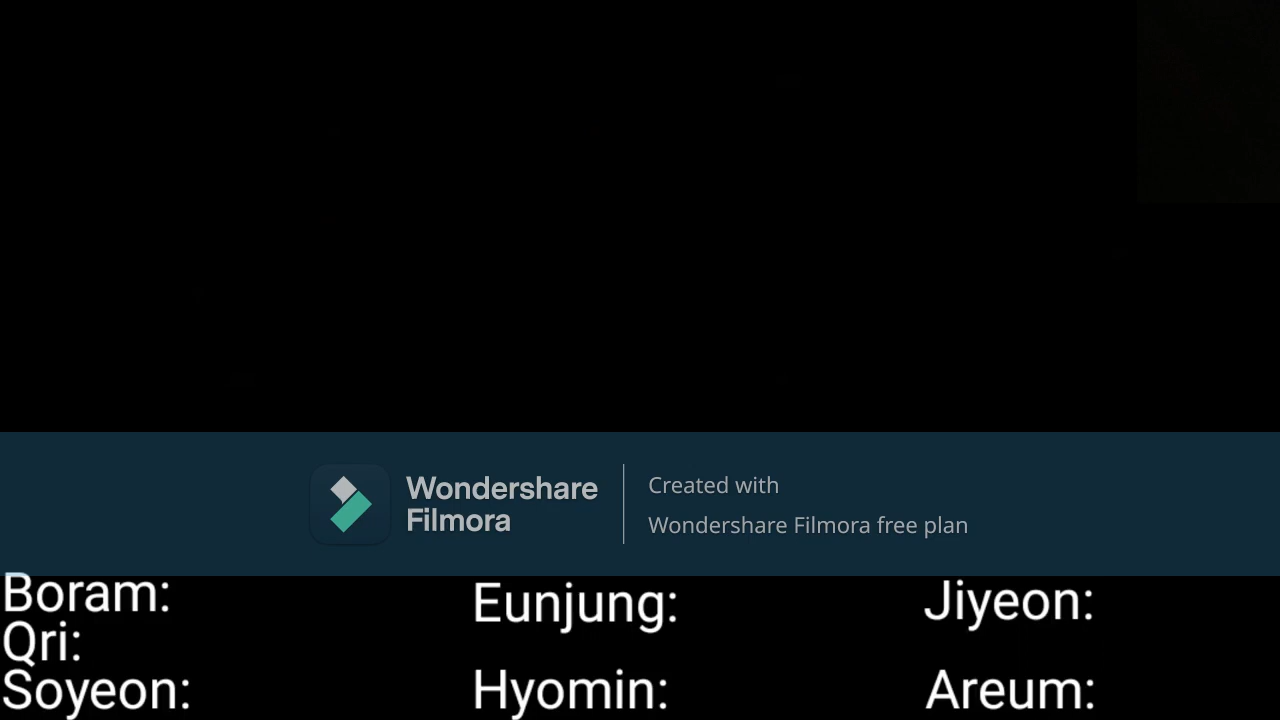 Wondershare
Filmora
Created with
Wondershare Filmora free plan
Boram:
Qri:
Soyeon:
Eunjung:
Hyomin:
Jiyeon:
Areum: